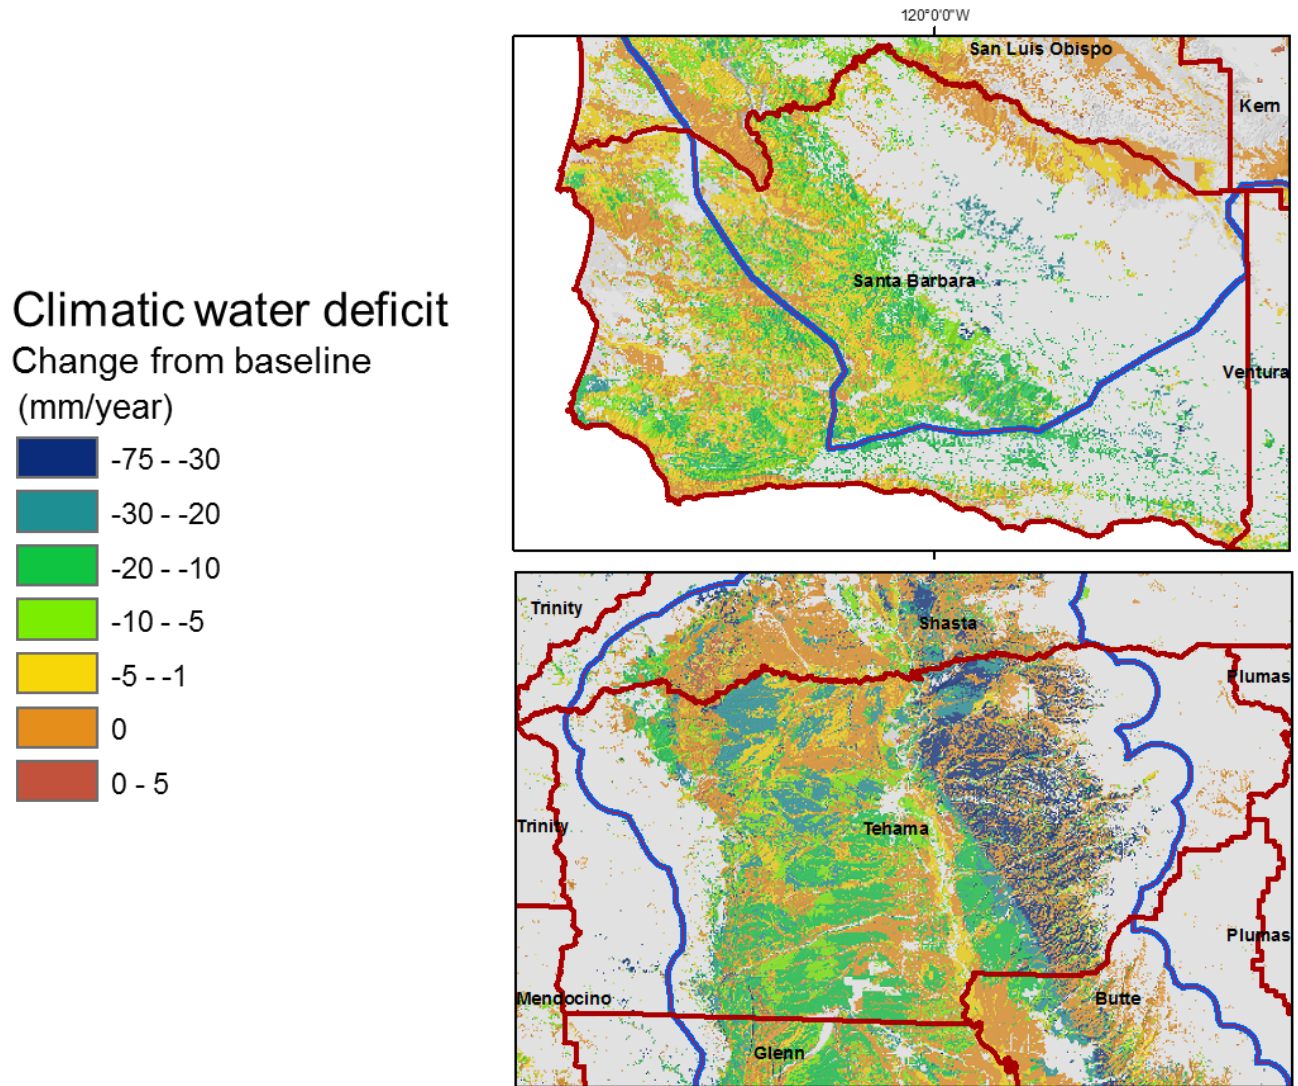 120°0'0"W
San Luis Obispo
Kern
Santa Barbara
Ventura
Climatic water deficit
Change from baseline
(mm/year)
-75 - -30
-30 - -20
-20 - -10
-10 - -5
-5 - -1
0
0 - 5
Trinity
Shasta
Plumas
Trinity
Tehama
Plumas
Mendocino
Butte
Glenn